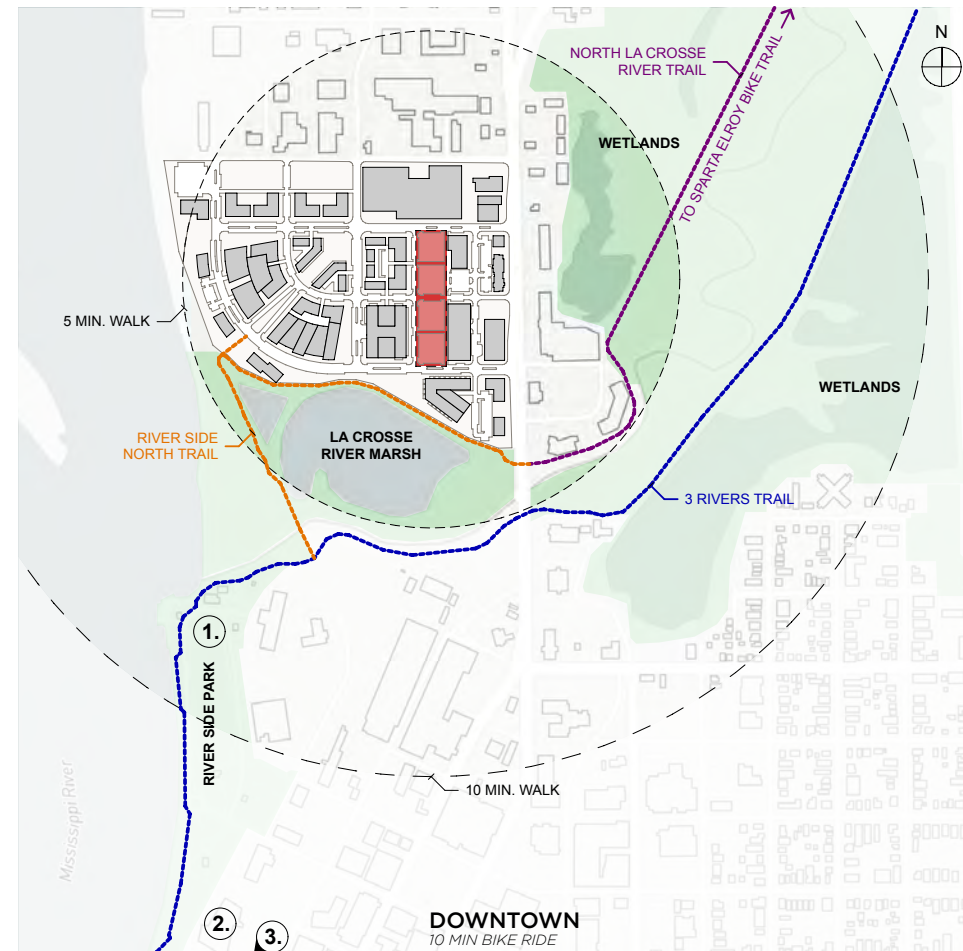 N
NORTH LA CROSSE
RIVER TRAIL
TO SPARTA ELROY BIKE TRAIL
WETLANDS
5 MIN. WALK
WETLANDS
RIVER SIDE
NORTH TRAIL
LA CROSSE
RIVER MARSH
3 RIVERS TRAIL
1.
RIVER SIDE PARK
10 MIN. WALK
Mississippi River
2.
3.
DOWNTOWN
10 MIN BIKE RIDE